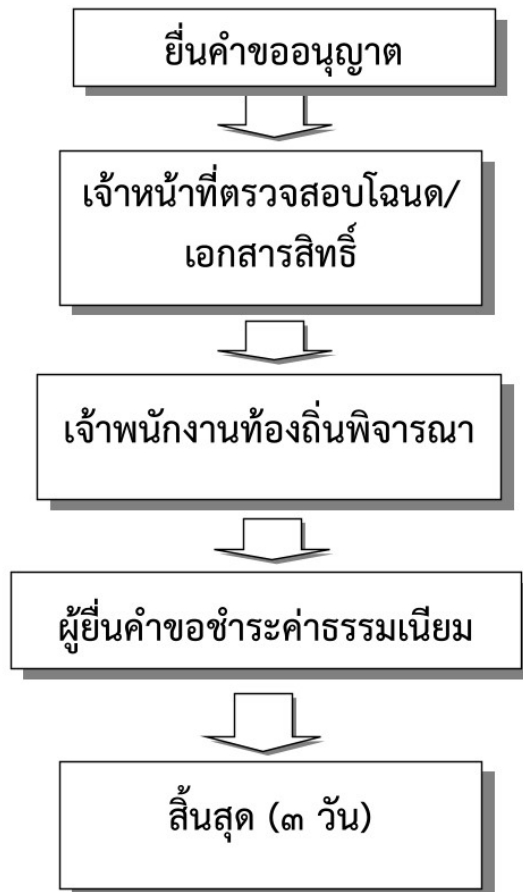 ยื่นคำขออนุญาต
เจ้าหน้าที่ตรวจสอบโฉนด/
เอกสารสิทธิ์
เจ้าพนักงานท้องถิ่นพิจารณา
ผู้ยื่นคำขอชำระค่าธรรมเนียม
สิ้นสุด (๓ วัน)